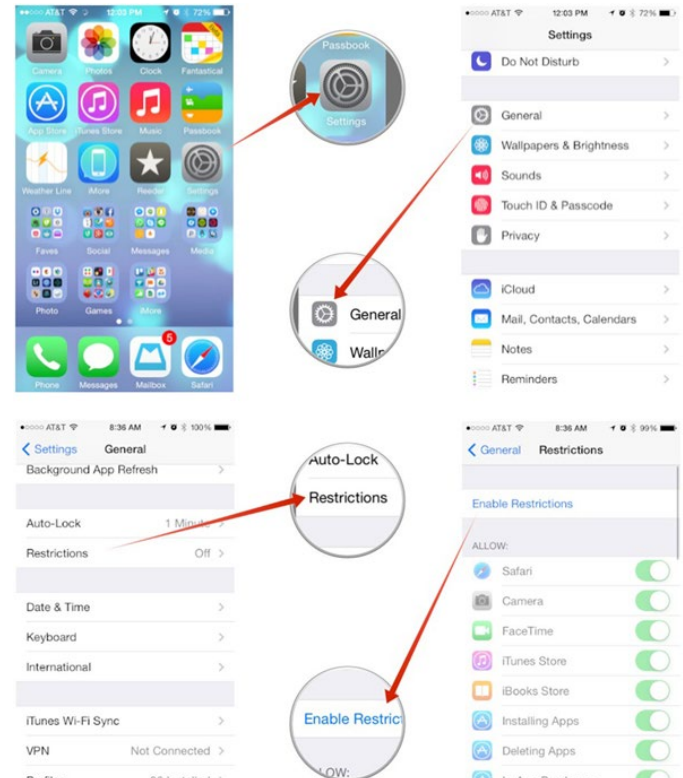 AT&T 12:03 PM 72%
Camera Photos Clock Fantastical
App Store iTunes Store Music Passbook
Weather Line iMore Reeder Settings
Faves Social Messages Media
Photo Games iMore
5
Phone Messages Mailbox Safari
Passbook
Settings
General
Wallp
AT&T 12:03 PM 72%
Settings
Do Not Disturb
General
Wallpapers & Brightness
Sounds
Touch ID & Passcode
Privacy
iCloud
Mail, Contacts, Calendars
Notes
Reminders
AT&T 8:36 AM 100%
Settings General
Background App Refresh
Auto-Lock 1 Minute
Restrictions Off
Date & Time
Keyboard
International
iTunes Wi-Fi Sync
VPN Not Connected
Auto-Lock
Restrictions
Enable Restric
LOW:
AT&T 8:36 AM 99%
General Restrictions
Enable Restrictions
ALLOW:
Safari
Camera
FaceTime
iTunes Store
iBooks Store
Installing Apps
Deleting Apps